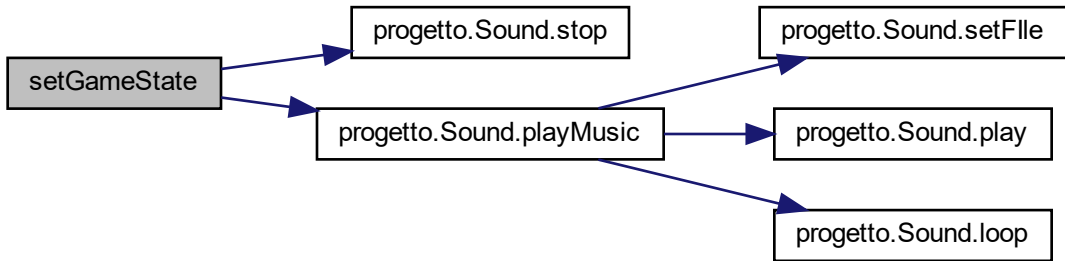 setGameState
progetto.Sound.stop
progetto.Sound.playMusic
progetto.Sound.setFIle
progetto.Sound.play
progetto.Sound.loop